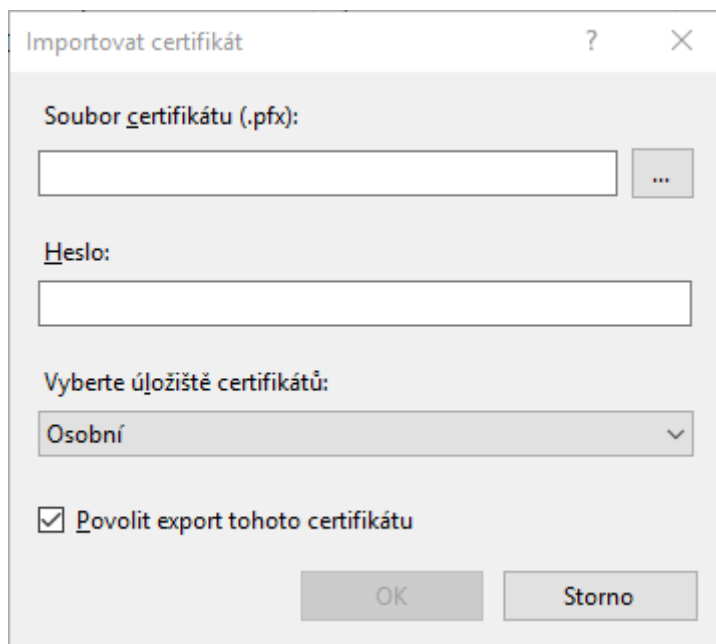 Importovat certifikát ?
Soubor certifikátu (.pfx):
...
Heslo:
Vyberte úložiště certifikátů:
Osobní
Povolit export tohoto certifikátu
OK Storno